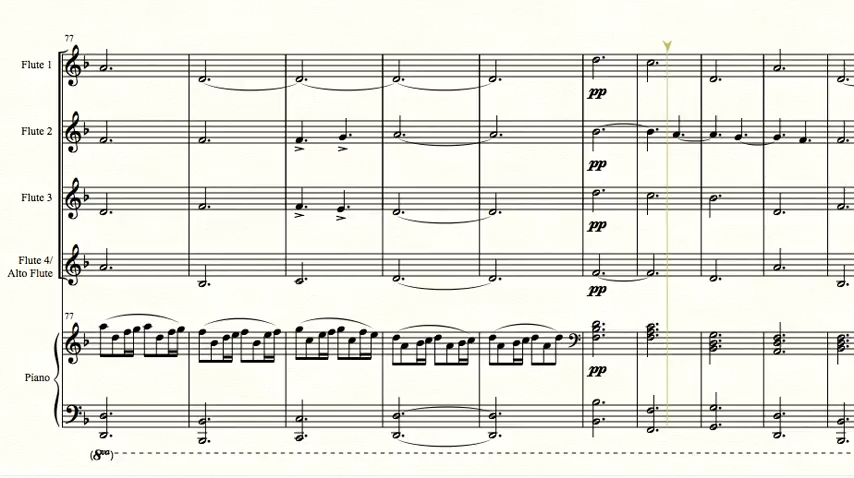 77
Flute 1
pp
Flute 2
pp
Flute 3
pp
Flute 4/
Alto Flute
pp
77
Piano
pp
(8va)